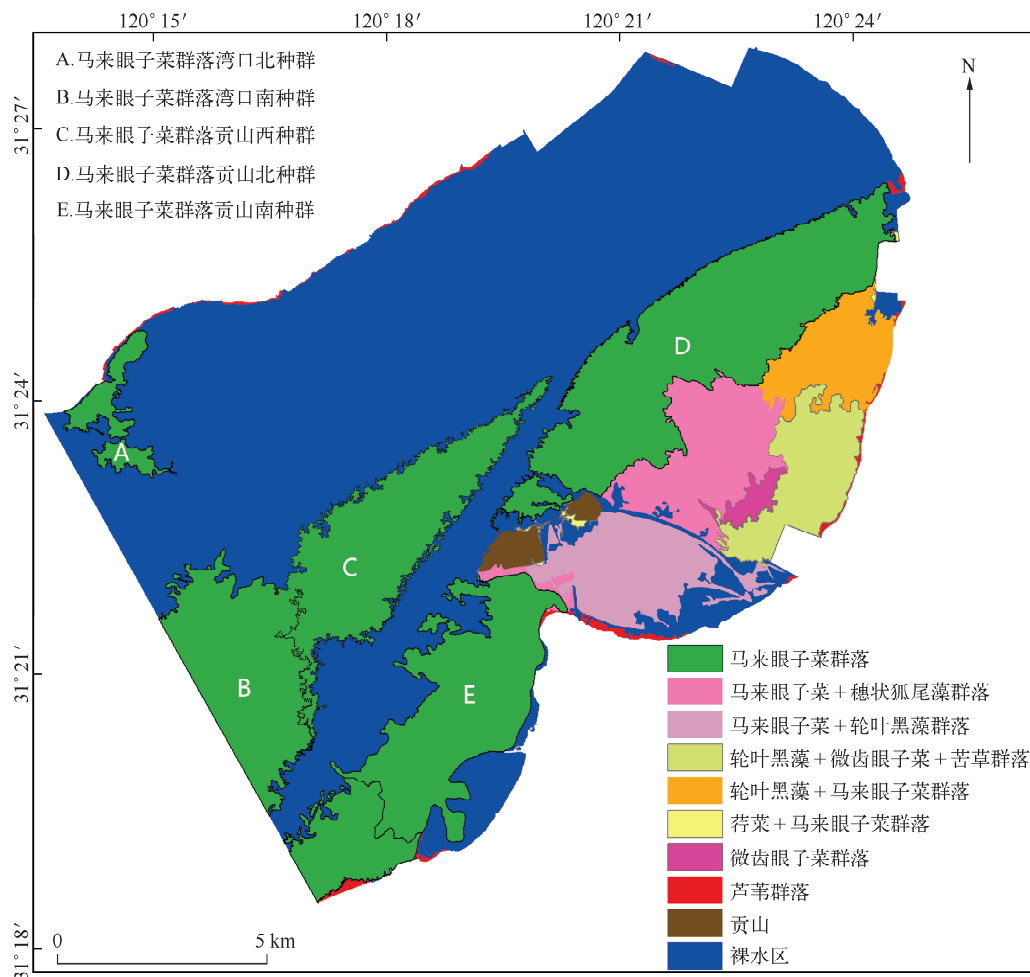 120° 15′
120° 18′
120° 21′
120° 24′
A.马来眼子菜群落湾口北种群
B.马来眼子菜群落湾口南种群
C.马来眼了菜群落贡山西种群
D.马来眼子菜群落贡山北种群
E.马来眼子菜群落贡山南种群
N
31° 27′
31° 24′
31° 21′
31° 18′
D
A
C
B
E
马来眼子菜群落
马来眼了菜＋穗状狐尾藻群落
马来眼子菜＋轮叶黑藻群落
轮叶黑藻＋微齿眼子菜＋苦草群落
轮叶黑藻＋马来眼子菜群落
荇菜＋马来眼子菜群落
微齿眼了菜群落
芦苇群落
贡山
裸水区
0 5 km